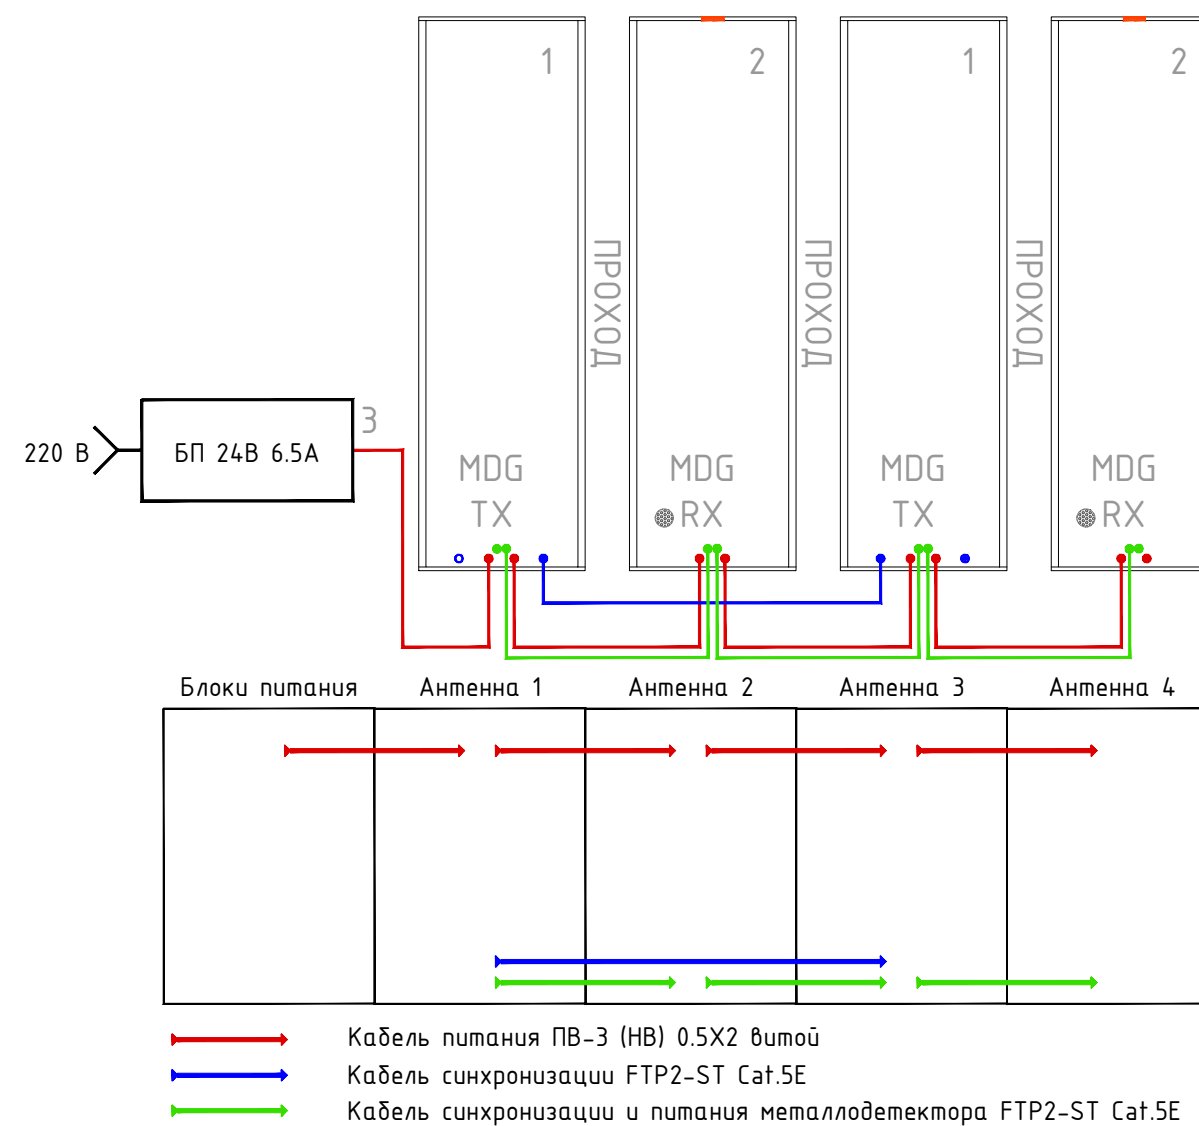 1
2
1
2
ПРОХОД
ПРОХОД
ПРОХОД
3
220 В
БП 24В 6.5А
MDG
TX
MDG
RX
MDG
TX
MDG
RX
Блоки питания
Антенна 1
Антенна 2
Антенна 3
Антенна 4
Кабель питания ПВ-3 (НВ) 0.5Х2 витой
Кабель синхронизации FTP2-ST Cat.5E
Кабель синхронизации и питания металлодетектора FTP2-ST Cat.5E